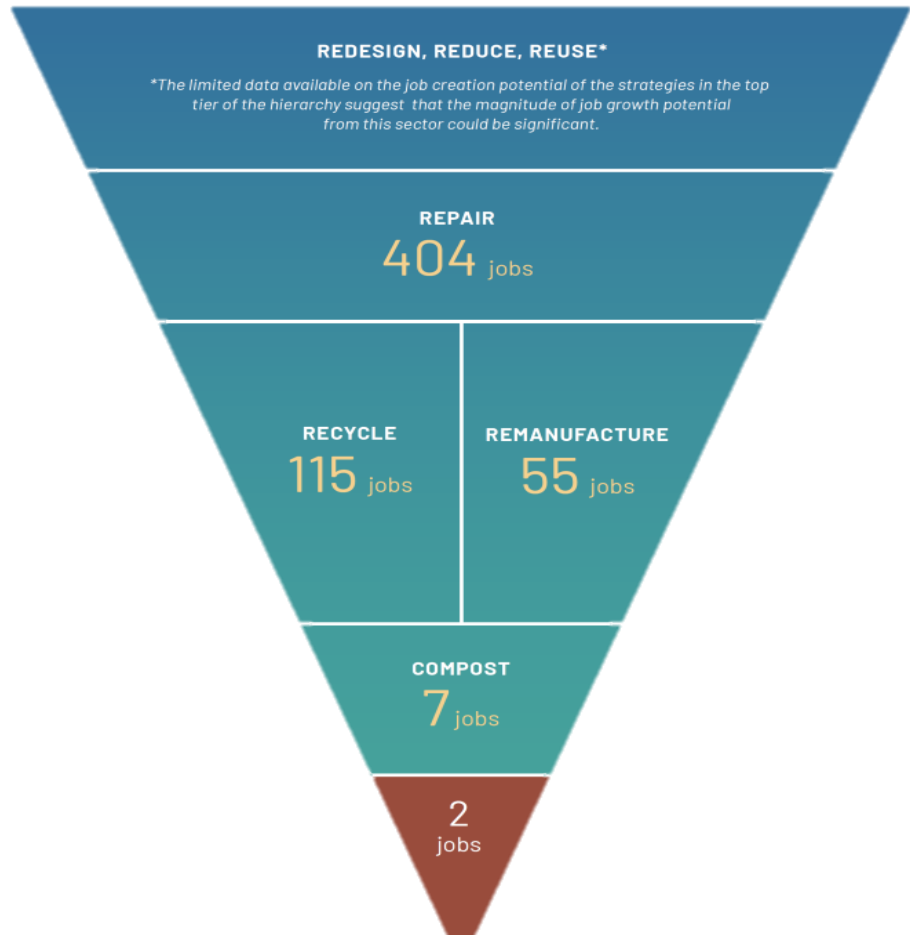 REDESIGN, REDUCE, REUSE*
*The limited data available on the job creation potential of the strategies in the top
tier of the hierarchy suggest that the magnitude of job growth potential
from this sector could be significant.
REPAIR
404 jobs
RECYCLE
115 jobs
REMANUFACTURE
55 jobs
COMPOST
7 jobs
2
jobs